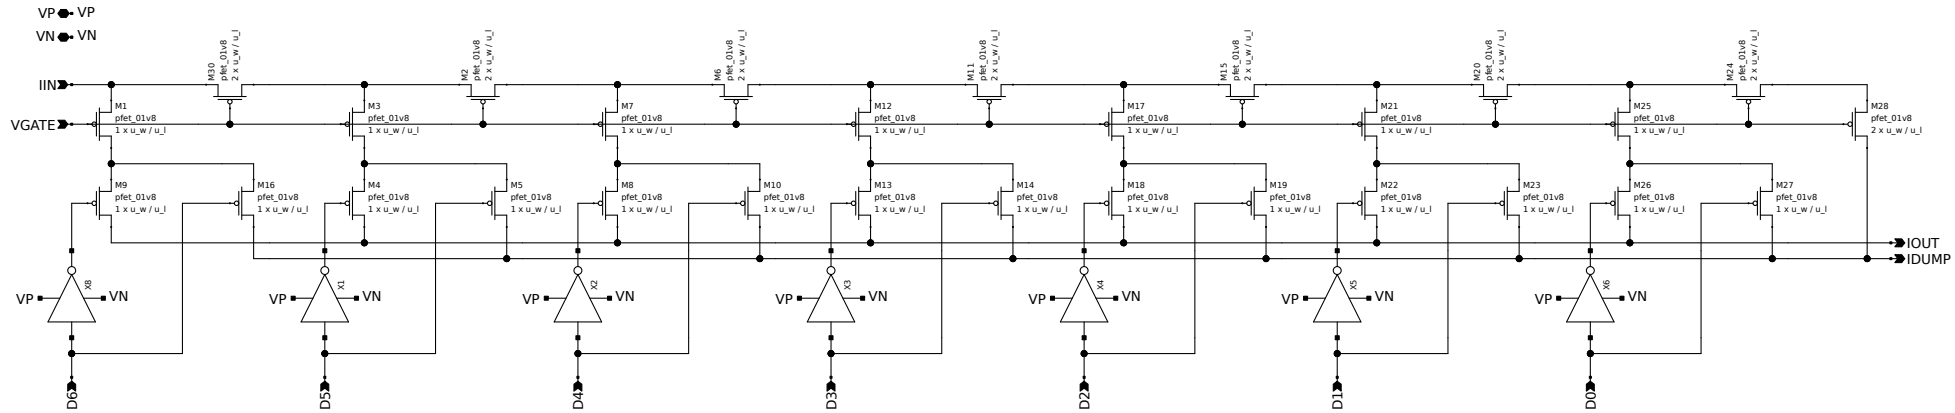 VP VP
VN VN
M30
pfet_01v8
2 x u_w / u_l
M2
pfet_01v8
2 x u_w / u_l
M6
pfet_01v8
2 x u_w / u_l
M11
pfet_01v8
2 x u_w / u_l
M15
pfet_01v8
2 x u_w / u_l
M20
pfet_01v8
2 x u_w / u_l
M24
pfet_01v8
2 x u_w / u_l
IIN
VGATE
M1
pfet_01v8
1 x u_w / u_l
M3
pfet_01v8
1 x u_w / u_l
M7
pfet_01v8
1 x u_w / u_l
M12
pfet_01v8
1 x u_w / u_l
M17
pfet_01v8
1 x u_w / u_l
M21
pfet_01v8
1 x u_w / u_l
M25
pfet_01v8
1 x u_w / u_l
M28
pfet_01v8
2 x u_w / u_l
M9
pfet_01v8
1 x u_w / u_l
M16
pfet_01v8
1 x u_w / u_l
M4
pfet_01v8
1 x u_w / u_l
M5
pfet_01v8
1 x u_w / u_l
M8
pfet_01v8
1 x u_w / u_l
M10
pfet_01v8
1 x u_w / u_l
M13
pfet_01v8
1 x u_w / u_l
M14
pfet_01v8
1 x u_w / u_l
M18
pfet_01v8
1 x u_w / u_l
M19
pfet_01v8
1 x u_w / u_l
M22
pfet_01v8
1 x u_w / u_l
M23
pfet_01v8
1 x u_w / u_l
M26
pfet_01v8
1 x u_w / u_l
M27
pfet_01v8
1 x u_w / u_l
IOUT
IDUMP
VP X8 VN
VP X1 VN
VP X2 VN
VP X3 VN
VP X4 VN
VP X5 VN
VP X6 VN
D6
D5
D4
D3
D2
D1
D0